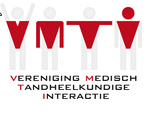 VMTI
VERENIGING MEDISCH
TANDHEELKUNDIGE
INTERACTIE